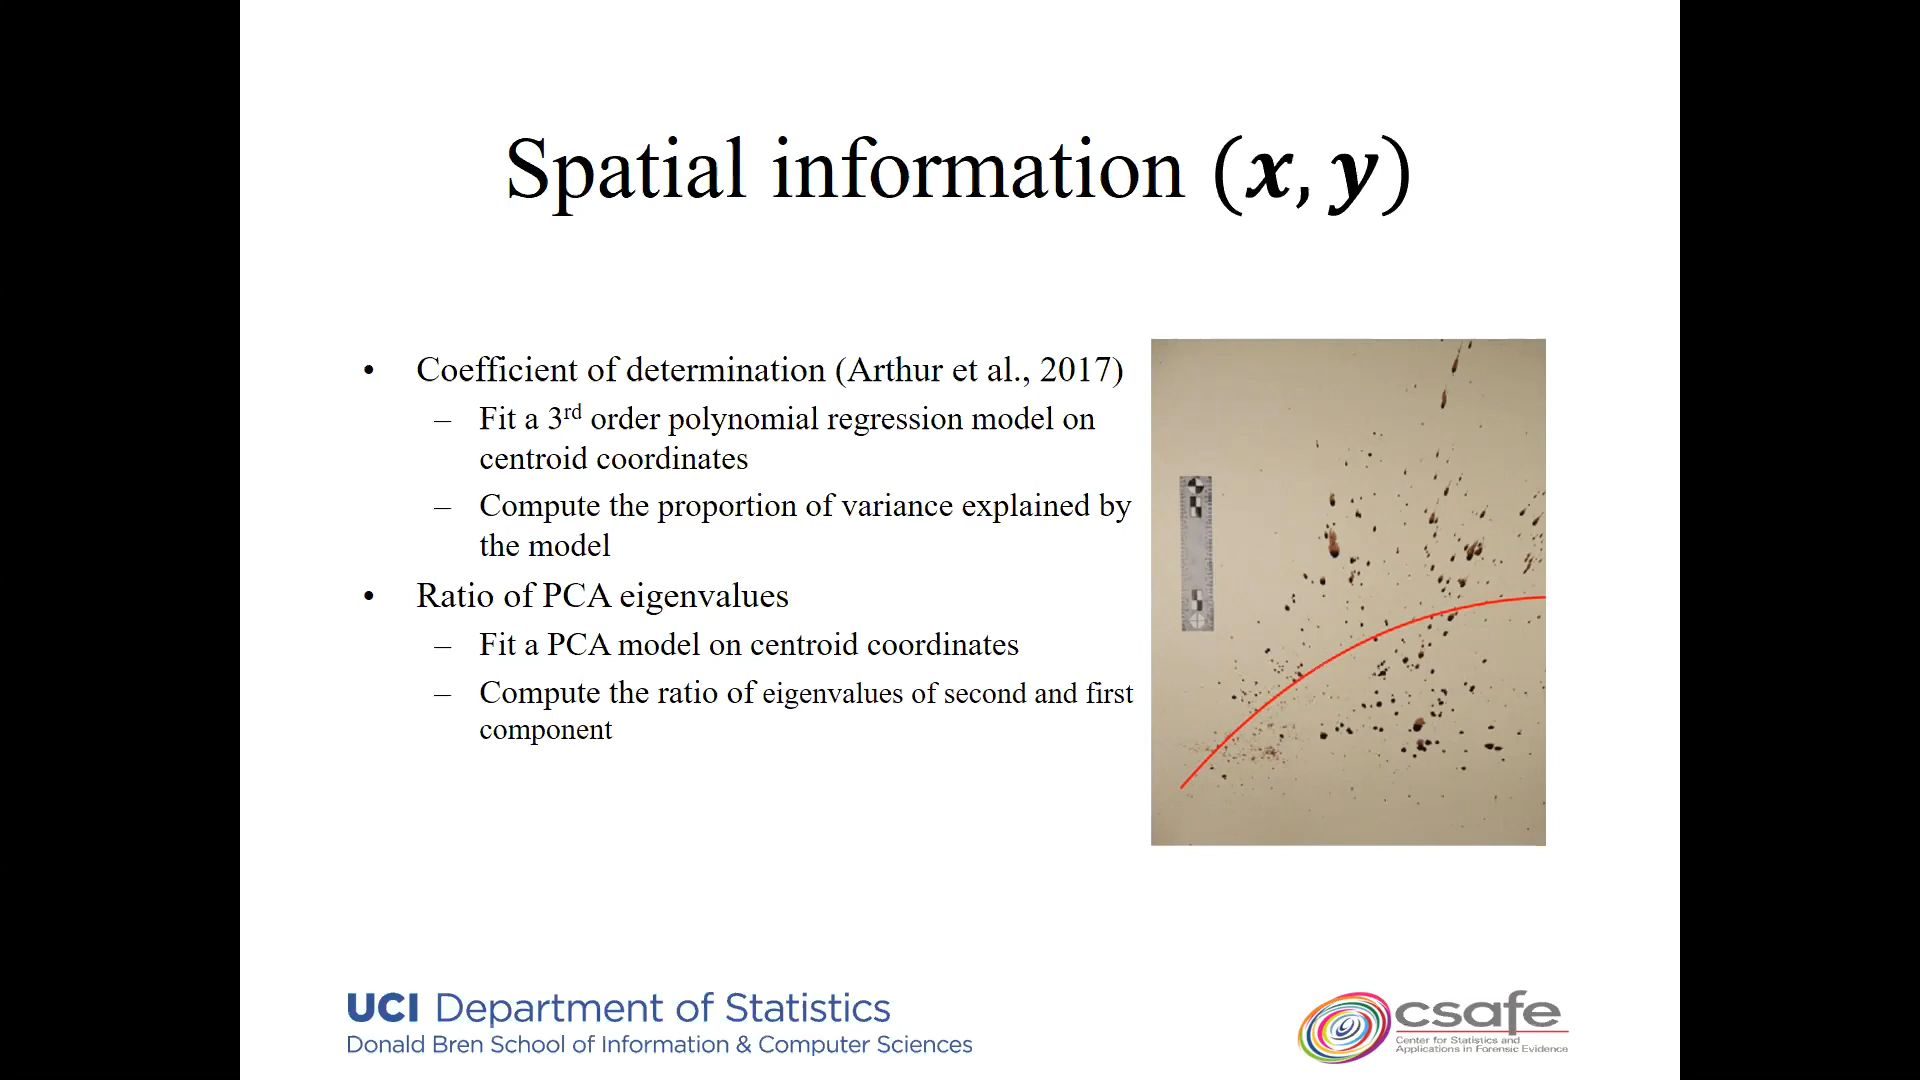 Spatial information (x, y)
• Coefficient of determination (Arthur et al., 2017)
– Fit a 3rd order polynomial regression model on
centroid coordinates
– Compute the proportion of variance explained by
the model
• Ratio of PCA eigenvalues
– Fit a PCA model on centroid coordinates
– Compute the ratio of eigenvalues of second and first
component
UCI Department of Statistics
Donald Bren School of Information & Computer Sciences
csafe
Center for Statistics and
Applications in Forensic Evidence